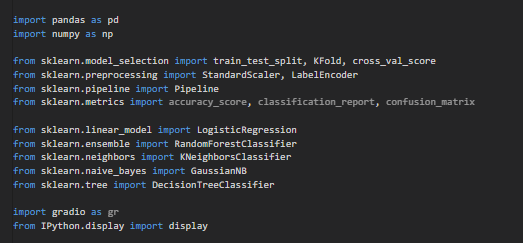 import pandas as pd
import numpy as np
from sklearn.model_selection import train_test_split, KFold, cross_val_score
from sklearn.preprocessing import StandardScaler, LabelEncoder
from sklearn.pipeline import Pipeline
from sklearn.metrics import accuracy_score, classification_report, confusion_matrix
from sklearn.linear_model import LogisticRegression
from sklearn.ensemble import RandomForestClassifier
from sklearn.neighbors import KNeighborsClassifier
from sklearn.naive_bayes import GaussianNB
from sklearn.tree import DecisionTreeClassifier
import gradio as gr
from IPython.display import display